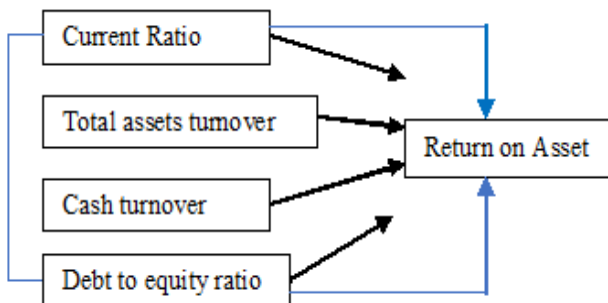 Current Ratio
Total assets turnover
Return on Asset
Cash turnover
Debt to equity ratio